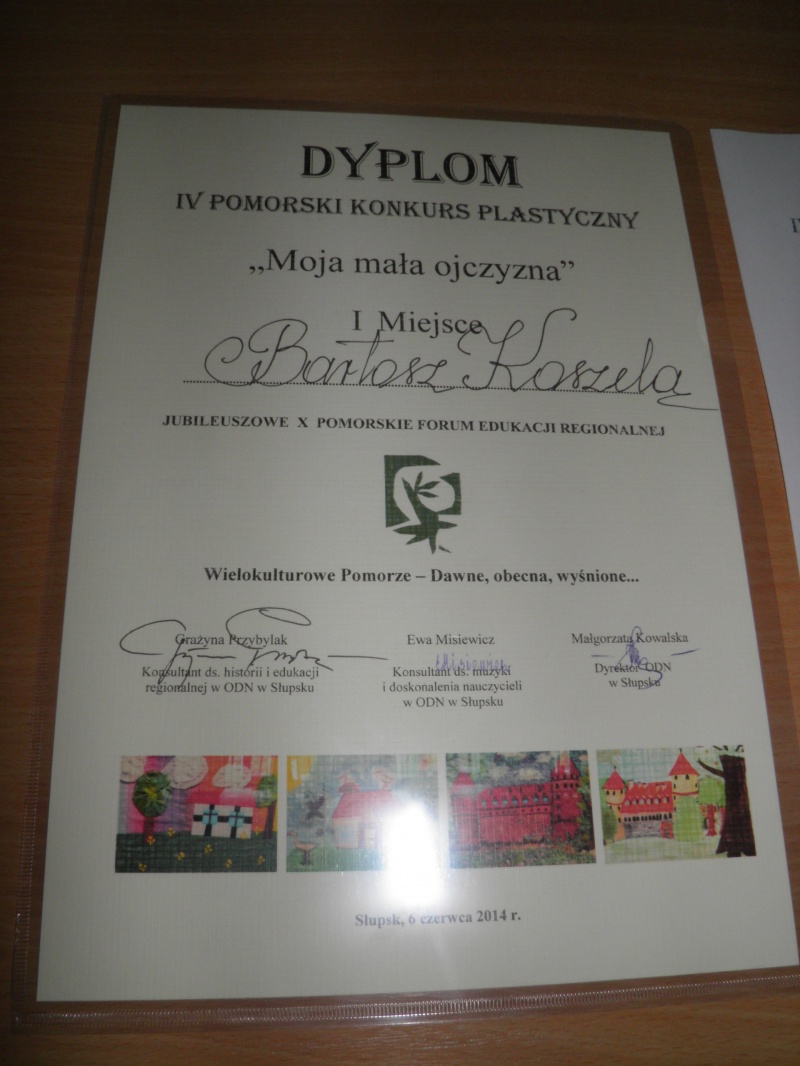 DYPLOM
IV POMORSKI KONKURS PLASTYCZNY
„Moja mała ojczyzna”
I Miejsce
Bartosz Koszela
JUBILEUSZOWE X POMORSKIE FORUM EDUKACJI REGIONALNEJ
Wielokulturowe Pomorze – Dawne, obecna, wyśnione...
Grażyna Przybylak
Konsultant ds. historii i edukacji
regionalnej w ODN w Słupsku
Ewa Misiewicz
Konsultant ds. muzyki
i doskonalenia nauczycieli
w ODN w Słupsku
Małgorzata Kowalska
Dyrektor ODN
w Słupsku
Słupsk, 6 czerwca 2014 r.